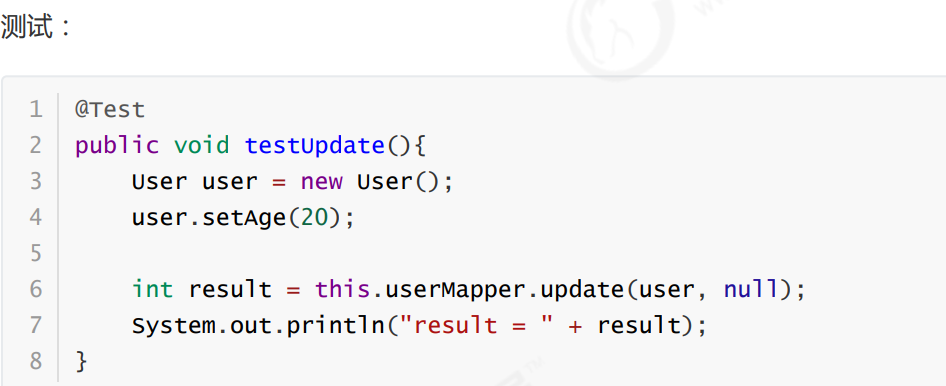 测试：
1 @Test
2 public void testUpdate(){
3     User user = new User();
4     user.setAge(20);
5
6     int result = this.userMapper.update(user, null);
7     System.out.println("result = " + result);
8 }